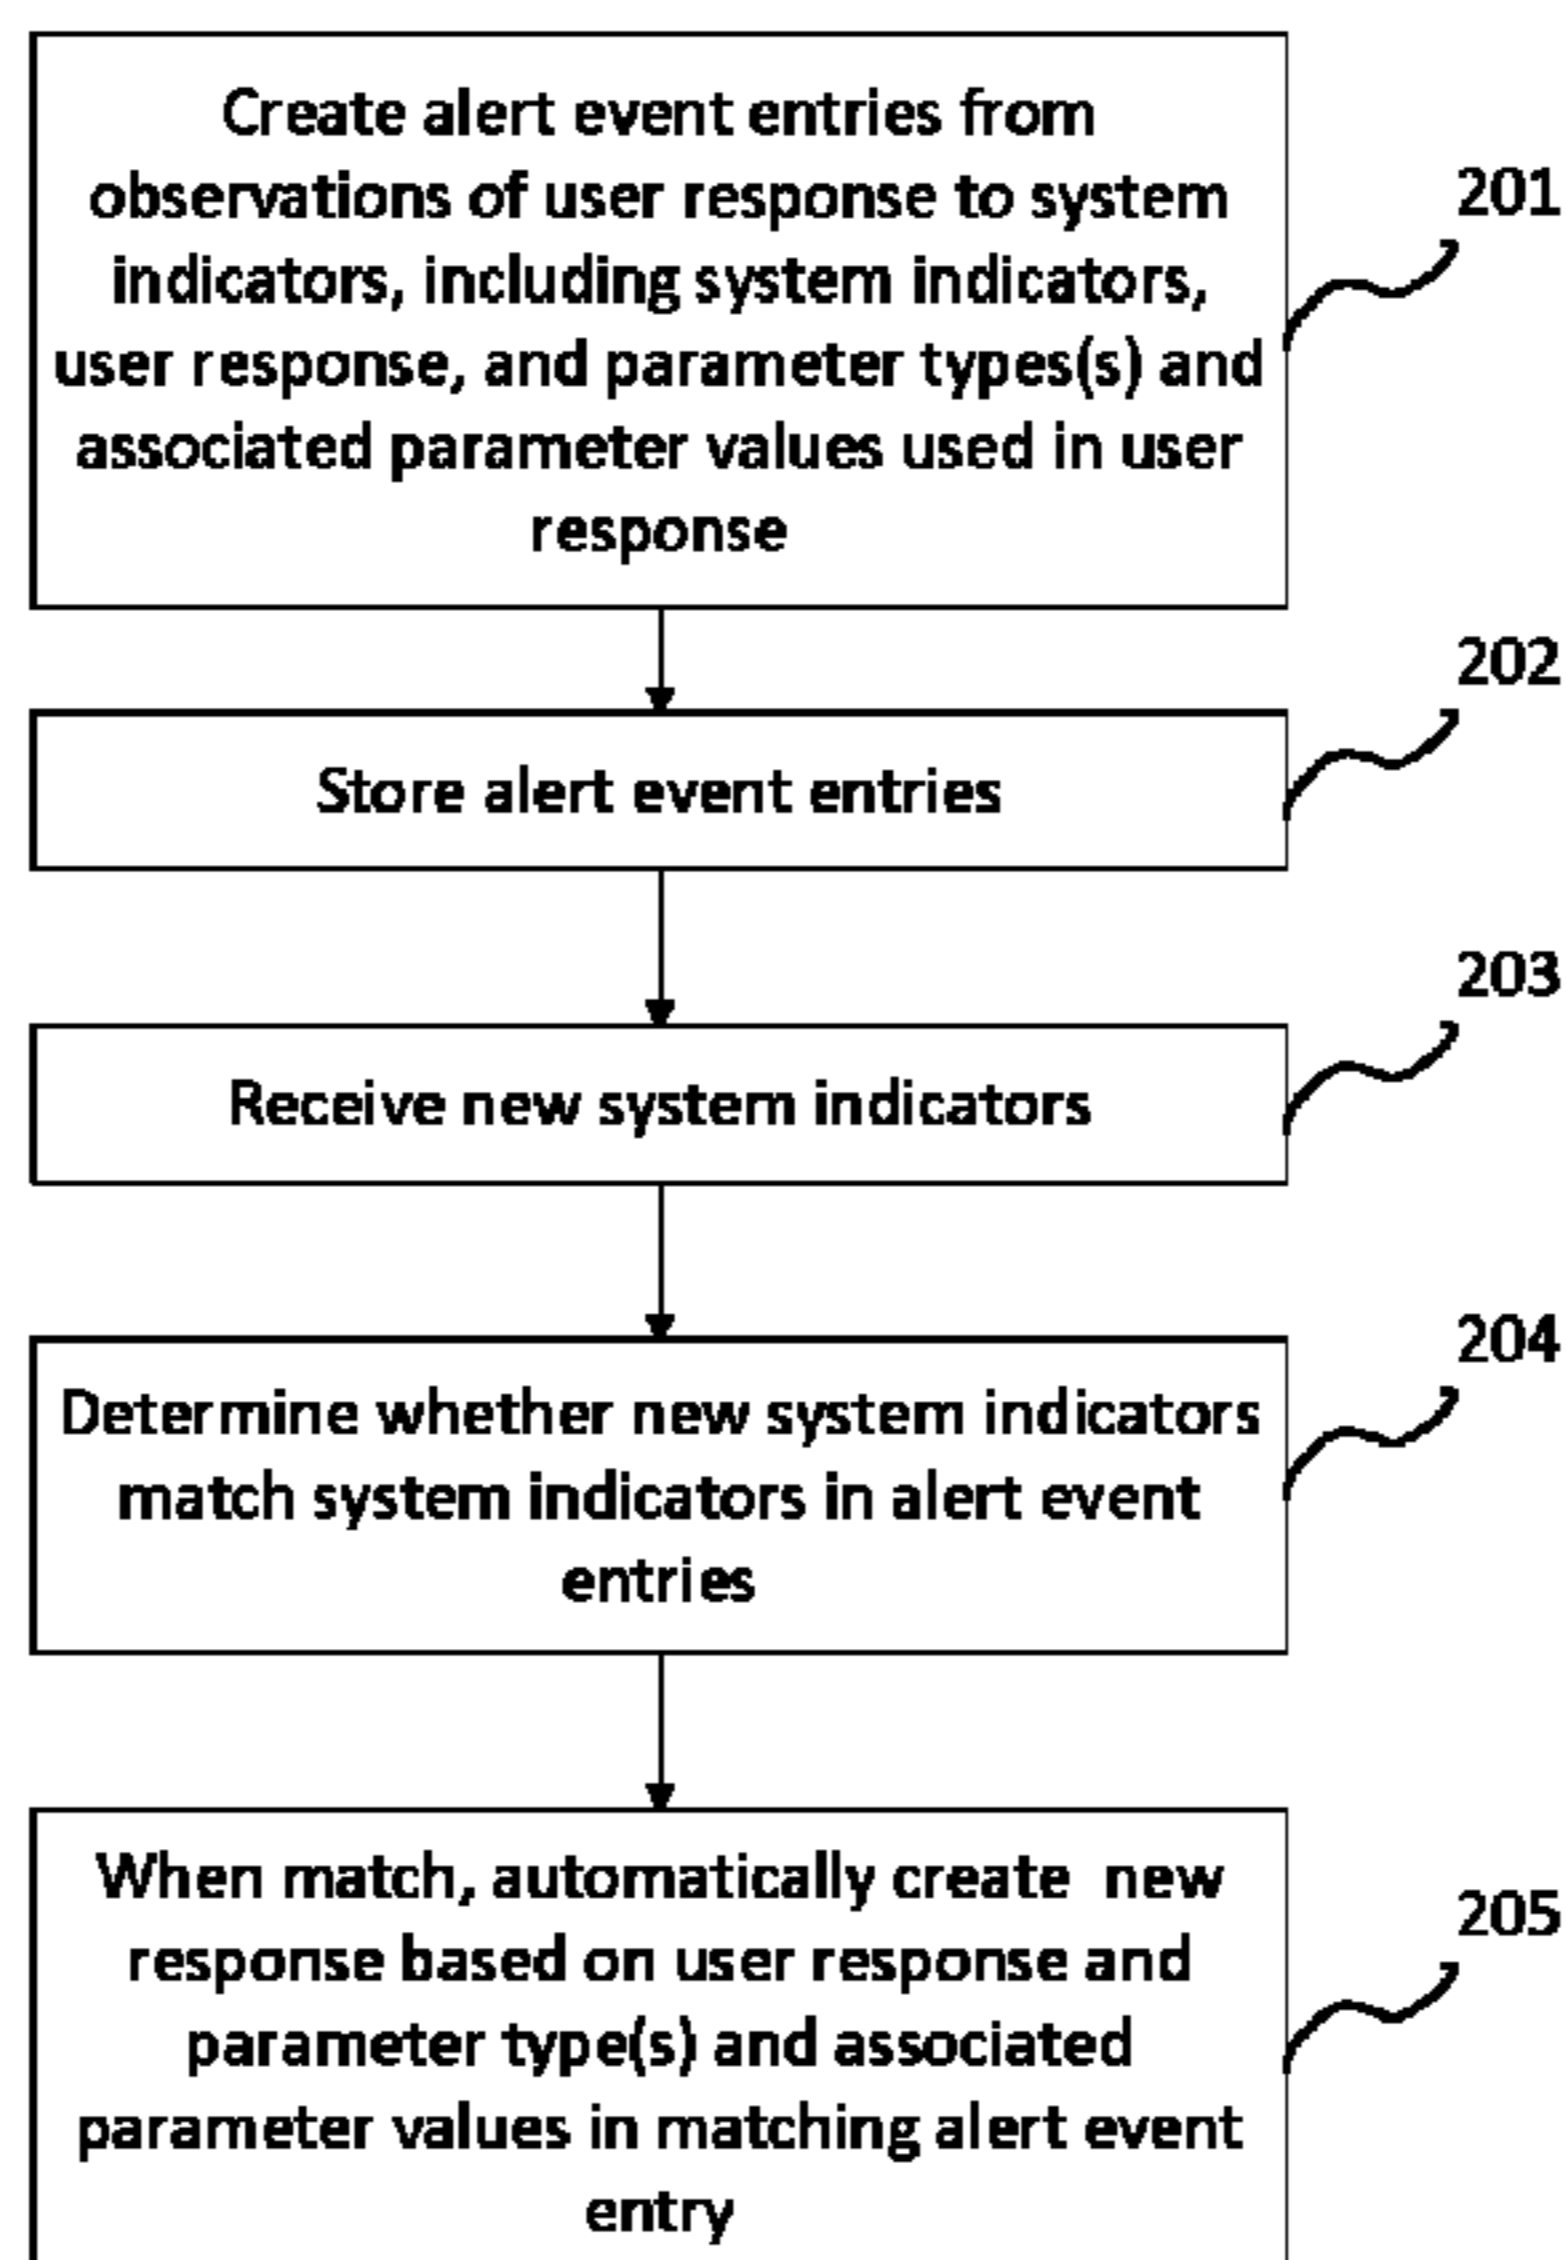 Create alert event entries from
observations of user response to system
indicators, including system indicators,
user response, and parameter types(s) and
associated parameter values used in user
response
201
202
Store alert event entries
203
Receive new system indicators
204
Determine whether new system indicators
match system indicators in alert event
entries
205
When match, automatically create new
response based on user response and
parameter type(s) and associated
parameter values in matching alert event
entry